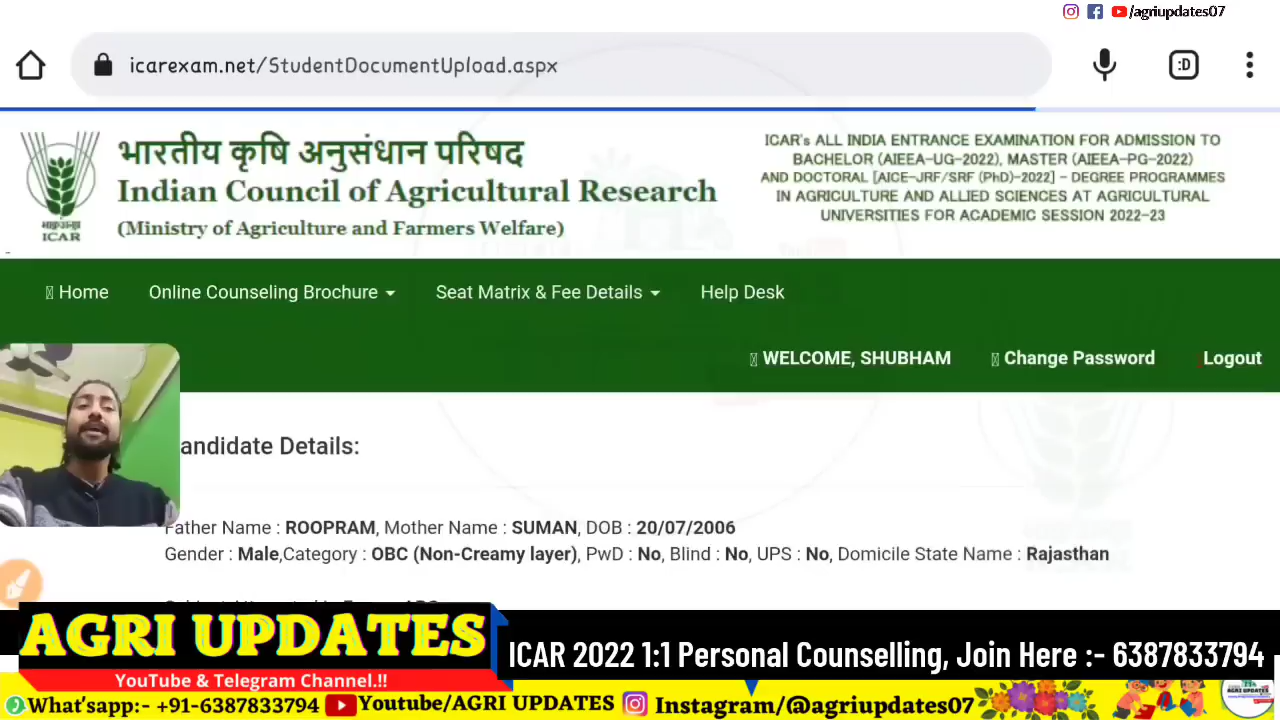 /agriupdates07
icarexam.net/StudentDocumentUpload.aspx
:D
भारतीय कृषि अनुसंधान परिषद
Indian Council of Agricultural Research
(Ministry of Agriculture and Farmers Welfare)
भाकृअनुप
ICAR
ICAR's ALL INDIA ENTRANCE EXAMINATION FOR ADMISSION TO
BACHELOR (AIEEA-UG-2022), MASTER (AIEEA-PG-2022)
AND DOCTORAL [AICE-JRF/SRF (PhD)-2022] - DEGREE PROGRAMMES
IN AGRICULTURE AND ALLIED SCIENCES AT AGRICULTURAL
UNIVERSITIES FOR ACADEMIC SESSION 2022-23
Home Online Counseling Brochure Seat Matrix & Fee Details Help Desk
WELCOME, SHUBHAM Change Password Logout
andidate Details:
Father Name : ROOPRAM, Mother Name : SUMAN, DOB : 20/07/2006
Gender : Male,Category : OBC (Non-Creamy layer), PwD : No, Blind : No, UPS : No, Domicile State Name : Rajasthan
AGRI UPDATES
YouTube & Telegram Channel.!!
ICAR 2022 1:1 Personal Counselling, Join Here :- 6387833794
What'sapp:- +91-6387833794 Youtube/AGRI UPDATES Instagram/@agriupdates07